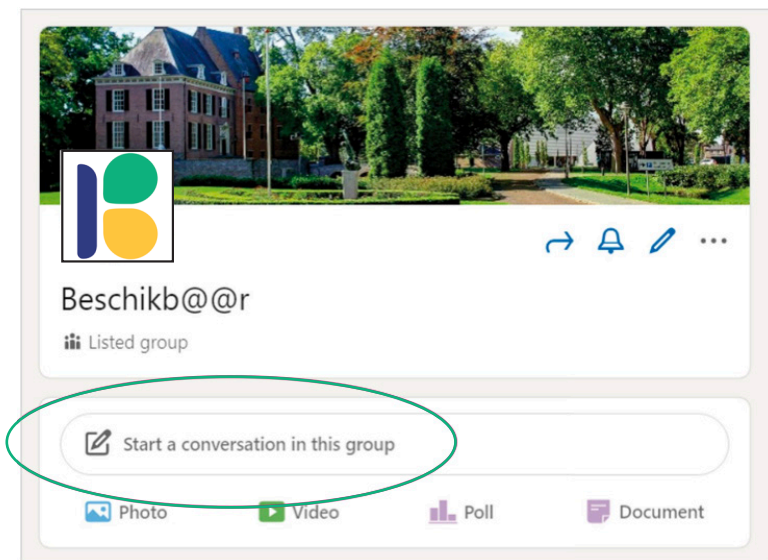 Beschikb@@r
Listed group
Start a conversation in this group
Photo Video Poll Document